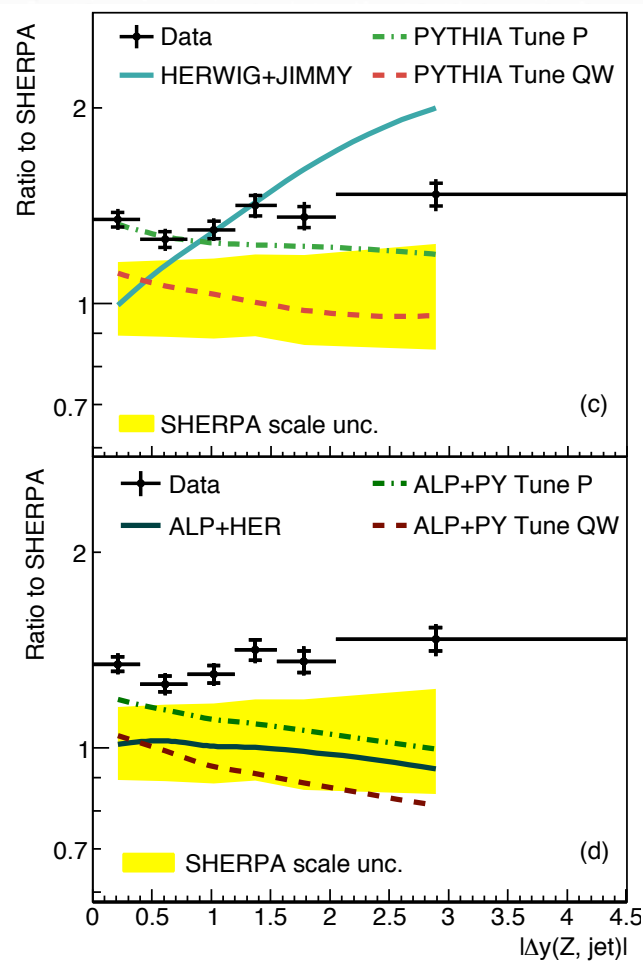 Ratio to SHERPA
Data
PYTHIA Tune P
HERWIG+JIMMY
PYTHIA Tune QW
2
1
0.7
SHERPA scale unc.
(c)
Ratio to SHERPA
Data
ALP+PY Tune P
ALP+HER
ALP+PY Tune QW
2
1
0.7
SHERPA scale unc.
(d)
0 0.5 1 1.5 2 2.5 3 3.5 4 4.5
|Δy(Z, jet)|